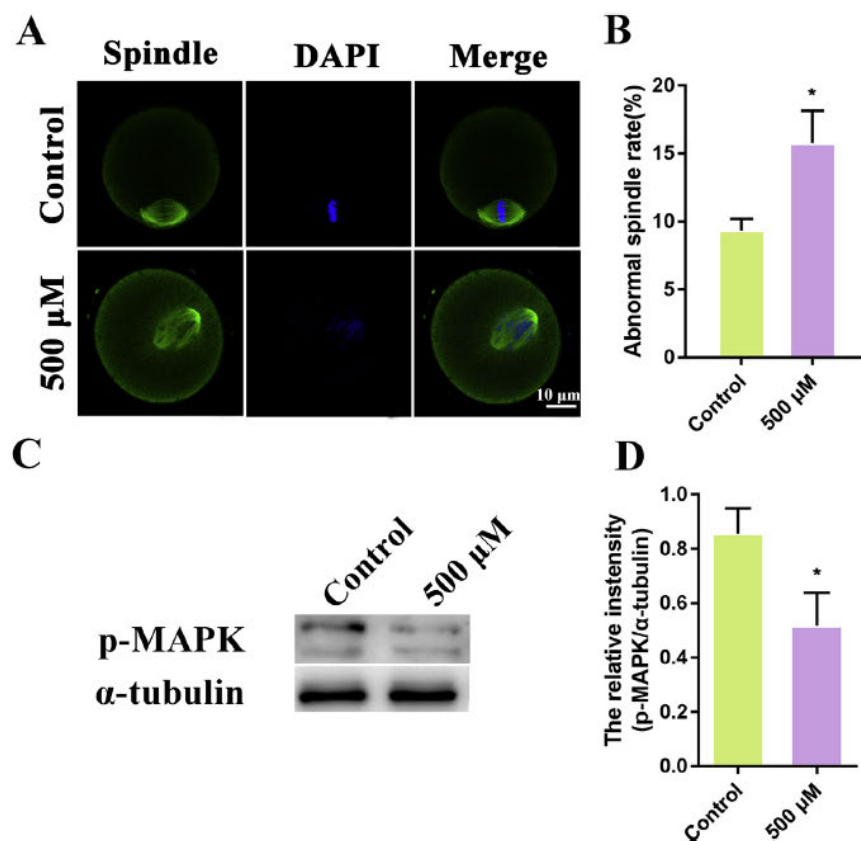 A
Spindle DAPI Merge
Control
500 μM
10 μm
B
Abnormal spindle rate(%)
20
15
10
5
0
*
Control
500 μM
C
Control
500 μM
p-MAPK
α-tubulin
D
The relative instensity
(p-MAPK/α-tubulin)
1.0
0.8
0.6
0.4
0.2
0.0
*
Control
500 μM